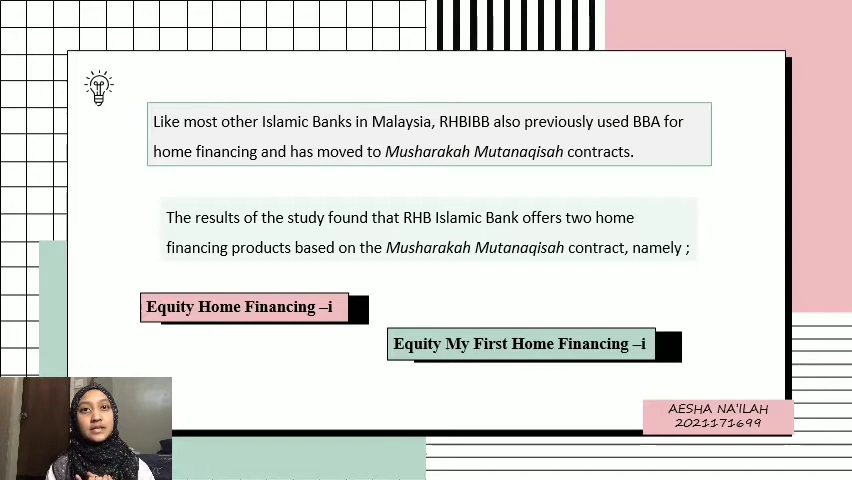 Like most other Islamic Banks in Malaysia, RHBIBB also previously used BBA for
home financing and has moved to Musharakah Mutanaqisah contracts.
The results of the study found that RHB Islamic Bank offers two home
financing products based on the Musharakah Mutanaqisah contract, namely ;
Equity Home Financing –i
Equity My First Home Financing –i
AESHA NA'ILAH
2021171699